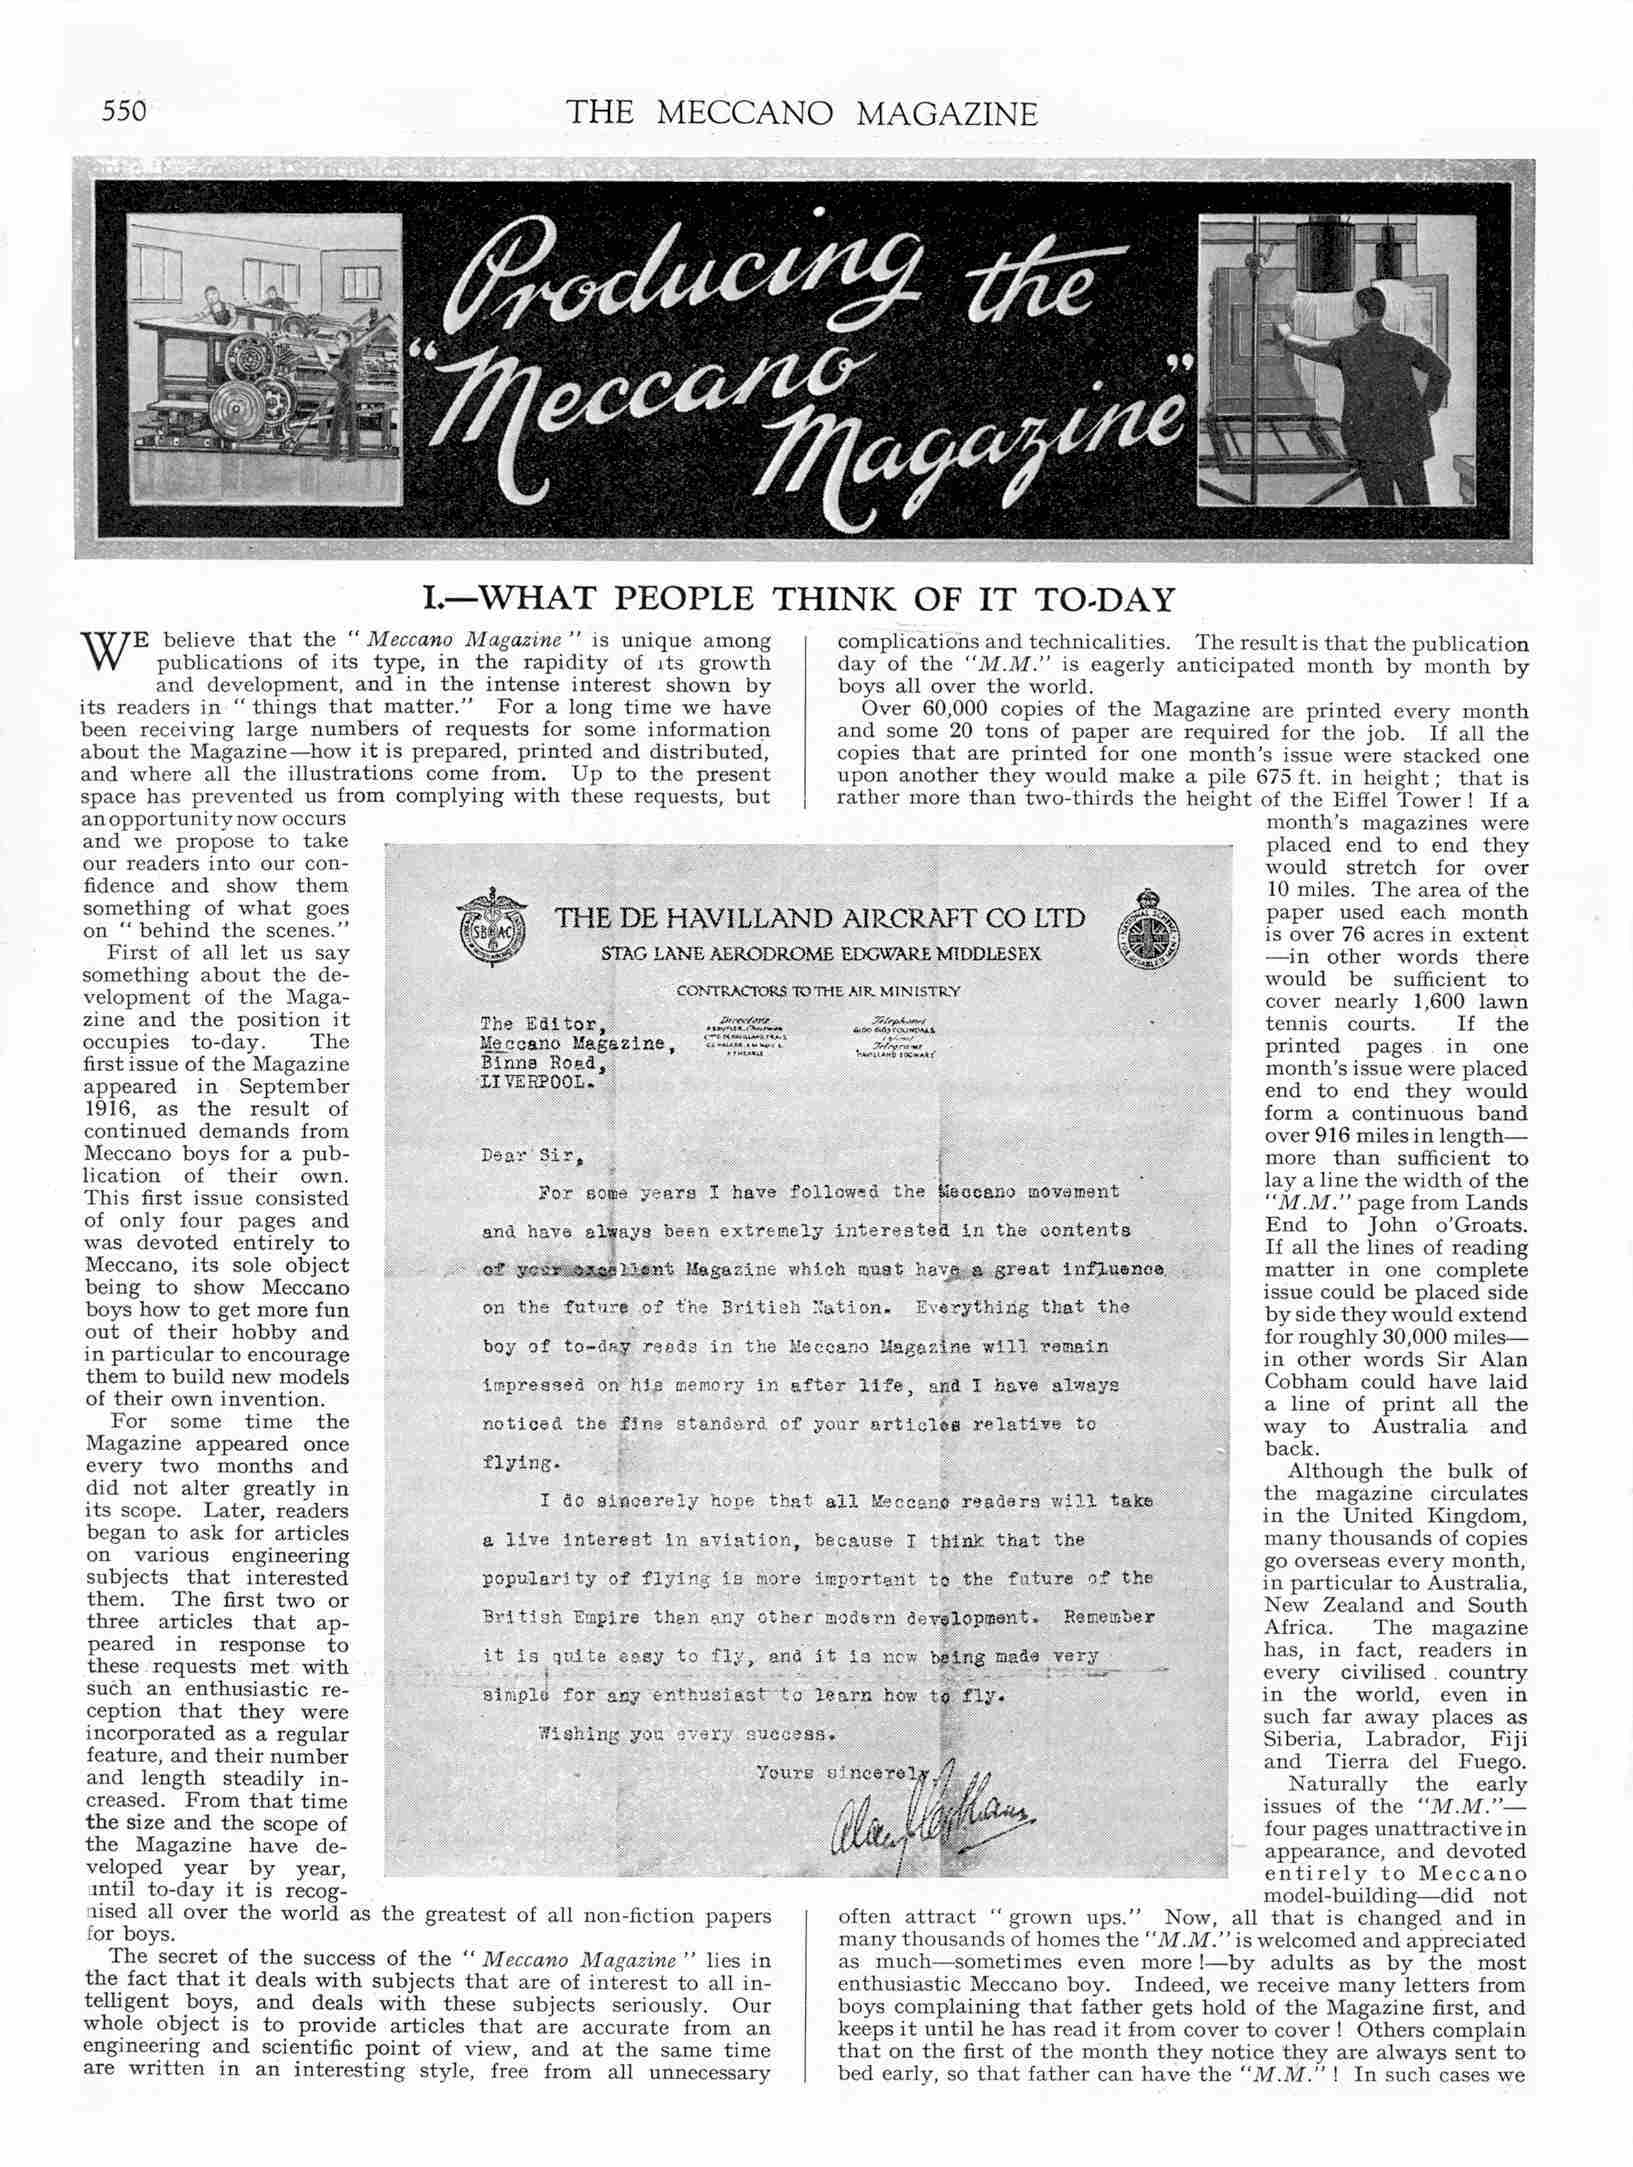 550
THE MECCANO MAGAZINE
Producing the
"Meccano
Magazine"
I.—WHAT PEOPLE THINK OF IT TO-DAY
WE believe that the "Meccano Magazine" is unique among
publications of its type, in the rapidity of its growth
and development, and in the intense interest shown by
its readers in "things that matter." For a long time we have
been receiving large numbers of requests for some information
about the Magazine—how it is prepared, printed and distributed,
and where all the illustrations come from. Up to the present
space has prevented us from complying with these requests, but
an opportunity now occurs
and we propose to take
our readers into our con-
fidence and show them
something of what goes
on "behind the scenes."
First of all let us say
something about the de-
velopment of the Maga-
zine and the position it
occupies to-day. The
first issue of the Magazine
appeared in September
1916, as the result of
continued demands from
Meccano boys for a pub-
lication of their own.
This first issue consisted
of only four pages and
was devoted entirely to
Meccano, its sole object
being to show Meccano
boys how to get more fun
out of their hobby and
in particular to encourage
them to build new models
of their own invention.
For some time the
Magazine appeared once
every two months and
did not alter greatly in
its scope. Later, readers
began to ask for articles
on various engineering
subjects that interested
them. The first two or
three articles that ap-
peared in response to
these requests met with
such an enthusiastic re-
ception that they were
incorporated as a regular
feature, and their number
and length steadily in-
creased. From that time
the size and the scope of
the Magazine have de-
veloped year by year,
until to-day it is recog-
nised all over the world as the greatest of all non-fiction papers
for boys.
The secret of the success of the "Meccano Magazine" lies in
the fact that it deals with subjects that are of interest to all in-
telligent boys, and deals with these subjects seriously. Our
whole object is to provide articles that are accurate from an
engineering and scientific point of view, and at the same time
are written in an interesting style, free from all unnecessary
THE DE HAVILLAND AIRCRAFT CO LTD
STAG LANE AERODROME EDGWARE MIDDLESEX
CONTRACTORS TO THE AIR MINISTRY
SBAC
Directors
Telephone
Telegrams
HAVILLAND EDGWARE
The Editor,
Meccano Magazine,
Binns Road,
LIVERPOOL.
Dear Sir,
For some years I have followed the Meccano movement
and have always been extremely interested in the contents
of your excellent Magazine which must have a great influence
on the future of the British Nation. Everything that the
boy of to-day reads in the Meccano Magazine will remain
impressed on his memory in after life, and I have always
noticed the fine standard of your articles relative to
flying.
I do sincerely hope that all Meccano readers will take
a live interest in aviation, because I think that the
popularity of flying is more important to the future of the
British Empire than any other modern development. Remember
it is quite easy to fly, and it is now being made very
simple for any enthusiast to learn how to fly.
Wishing you every success.
Yours sincerely,
Alan J Cobham
complications and technicalities. The result is that the publication
day of the "M.M." is eagerly anticipated month by month by
boys all over the world.
Over 60,000 copies of the Magazine are printed every month
and some 20 tons of paper are required for the job. If all the
copies that are printed for one month's issue were stacked one
upon another they would make a pile 675 ft. in height; that is
rather more than two-thirds the height of the Eiffel Tower! If a
month's magazines were
placed end to end they
would stretch for over
10 miles. The area of the
paper used each month
is over 76 acres in extent
—in other words there
would be sufficient to
cover nearly 1,600 lawn
tennis courts. If the
printed pages in one
month's issue were placed
end to end they would
form a continuous band
over 916 miles in length—
more than sufficient to
lay a line the width of the
"M.M." page from Lands
End to John o'Groats.
If all the lines of reading
matter in one complete
issue could be placed side
by side they would extend
for roughly 30,000 miles—
in other words Sir Alan
Cobham could have laid
a line of print all the
way to Australia and
back.
Although the bulk of
the magazine circulates
in the United Kingdom,
many thousands of copies
go overseas every month,
in particular to Australia,
New Zealand and South
Africa. The magazine
has, in fact, readers in
every civilised country
in the world, even in
such far away places as
Siberia, Labrador, Fiji
and Tierra del Fuego.
Naturally the early
issues of the "M.M."—
four pages unattractive in
appearance, and devoted
entirely to Meccano
model-building—did not
often attract "grown ups." Now, all that is changed and in
many thousands of homes the "M.M." is welcomed and appreciated
as much—sometimes even more!—by adults as by the most
enthusiastic Meccano boy. Indeed, we receive many letters from
boys complaining that father gets hold of the Magazine first, and
keeps it until he has read it from cover to cover! Others complain
that on the first of the month they notice they are always sent to
bed early, so that father can have the "M.M."! In such cases we